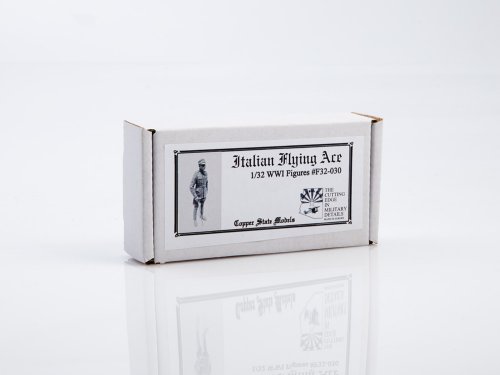 Italian Flying Ace
1/32 WWI Figures #F32-030
THE
CUTTING
EDGE
IN
MILITARY
DETAILS
Copper State Models